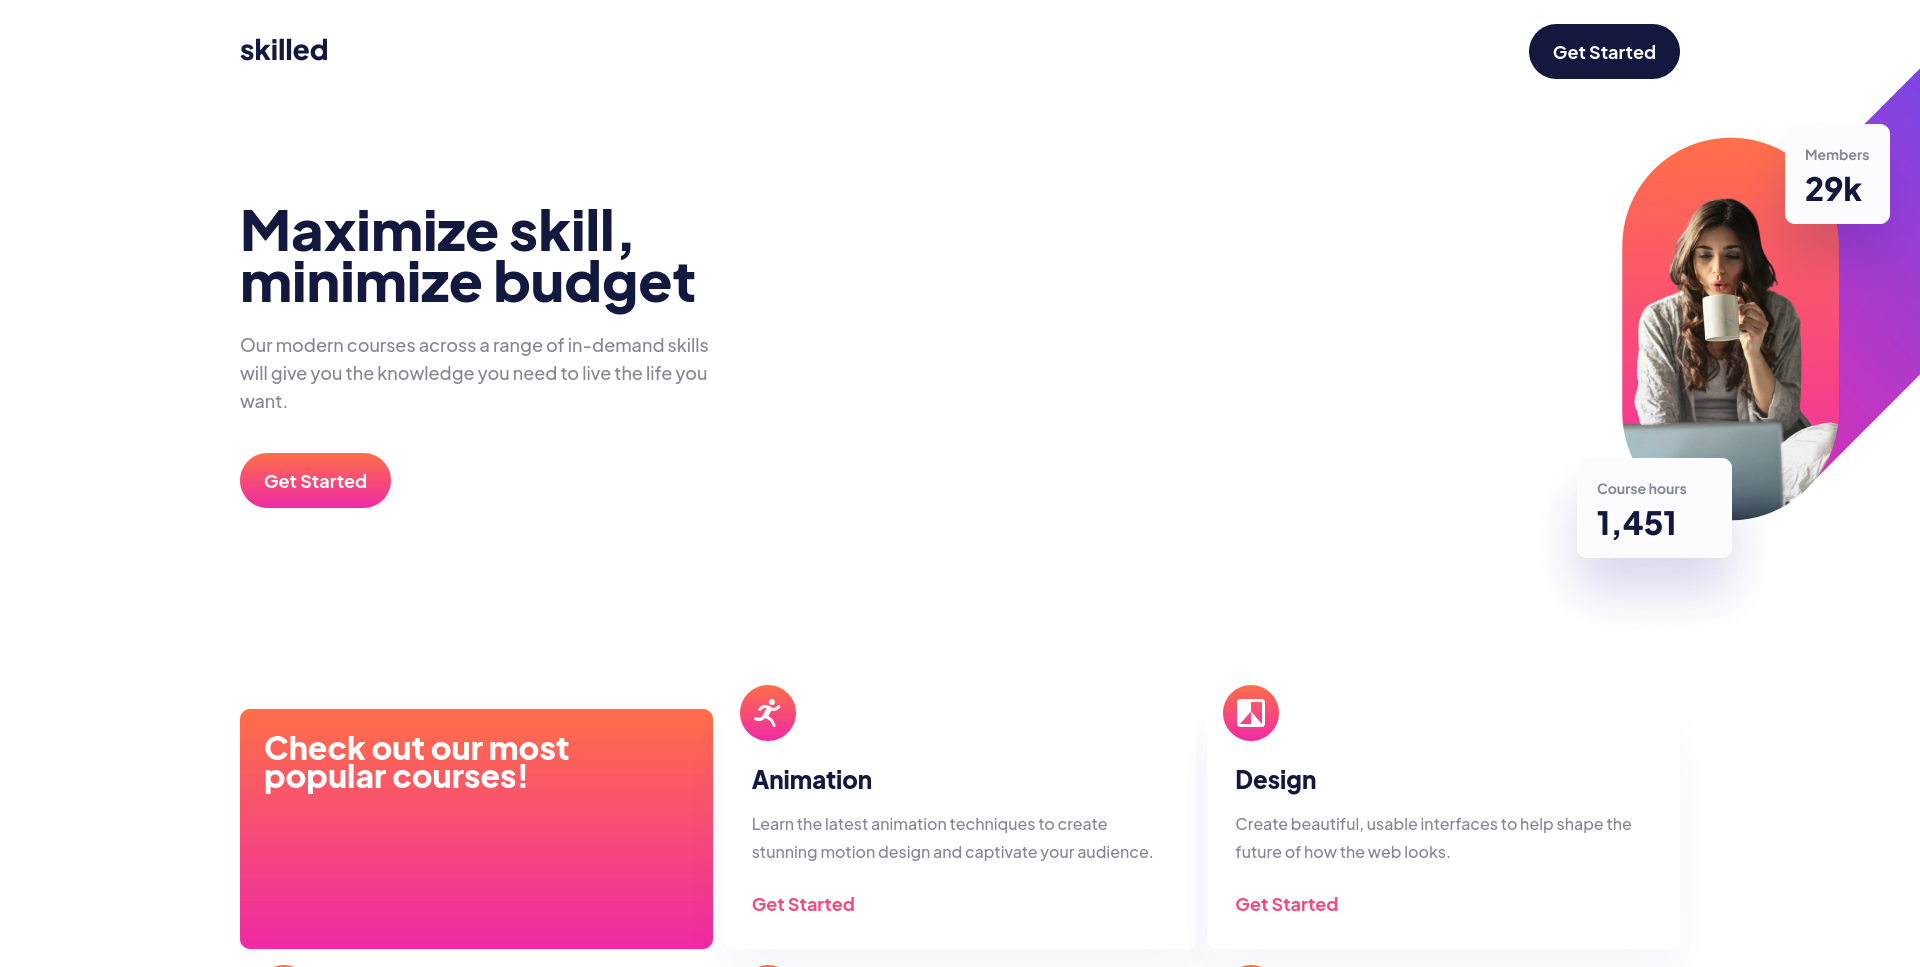 skilled
Get Started
Members
29k
Maximize skill,
minimize budget
Our modern courses across a range of in-demand skills
will give you the knowledge you need to live the life you
want.
Get Started
Course hours
1,451
Check out our most
popular courses!
Animation
Learn the latest animation techniques to create
stunning motion design and captivate your audience.
Get Started
Design
Create beautiful, usable interfaces to help shape the
future of how the web looks.
Get Started